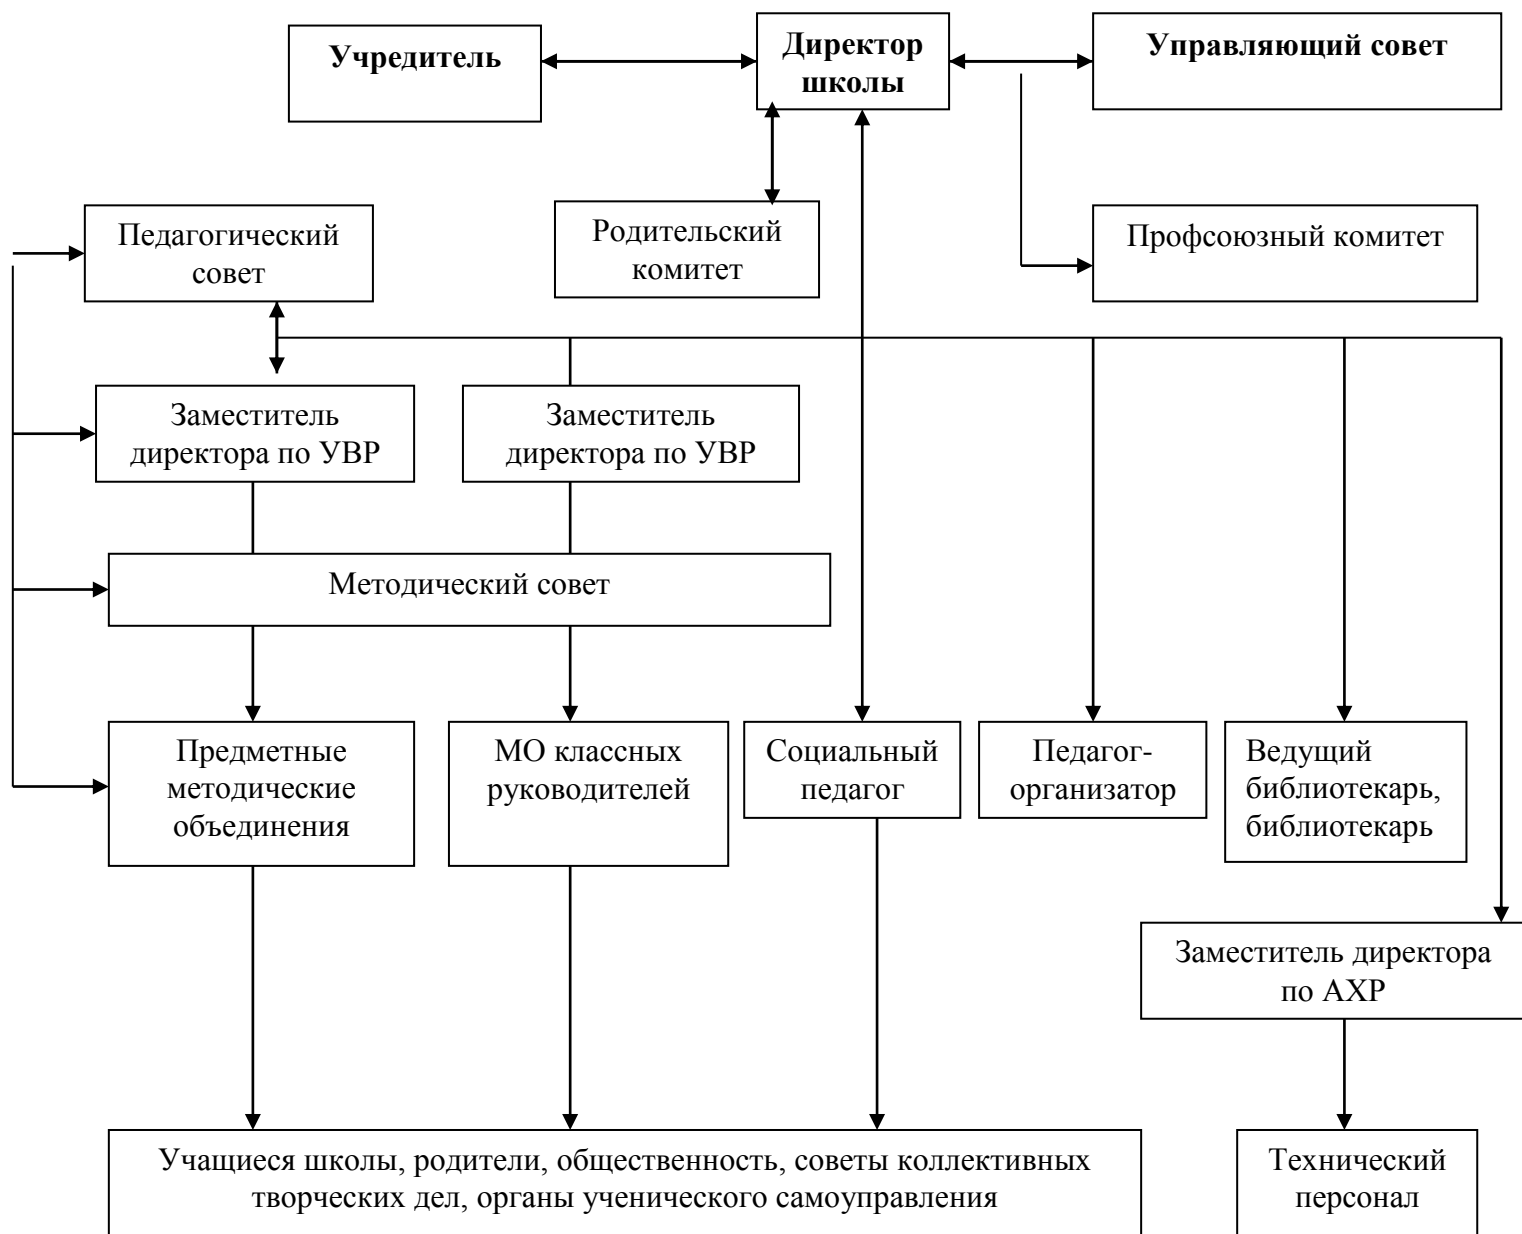 Учредитель
Директор
школы
Управляющий совет
Педагогический
совет
Родительский
комитет
Профсоюзный комитет
Заместитель
директора по УВР
Заместитель
директора по УВР
Методический совет
Предметные
методические
объединения
МО классных
руководителей
Социальный
педагог
Педагог-
организатор
Ведущий
библиотекарь,
библиотекарь
Заместитель директора
по АХР
Учащиеся школы, родители, общественность, советы коллективных
творческих дел, органы ученического самоуправления
Технический
персонал